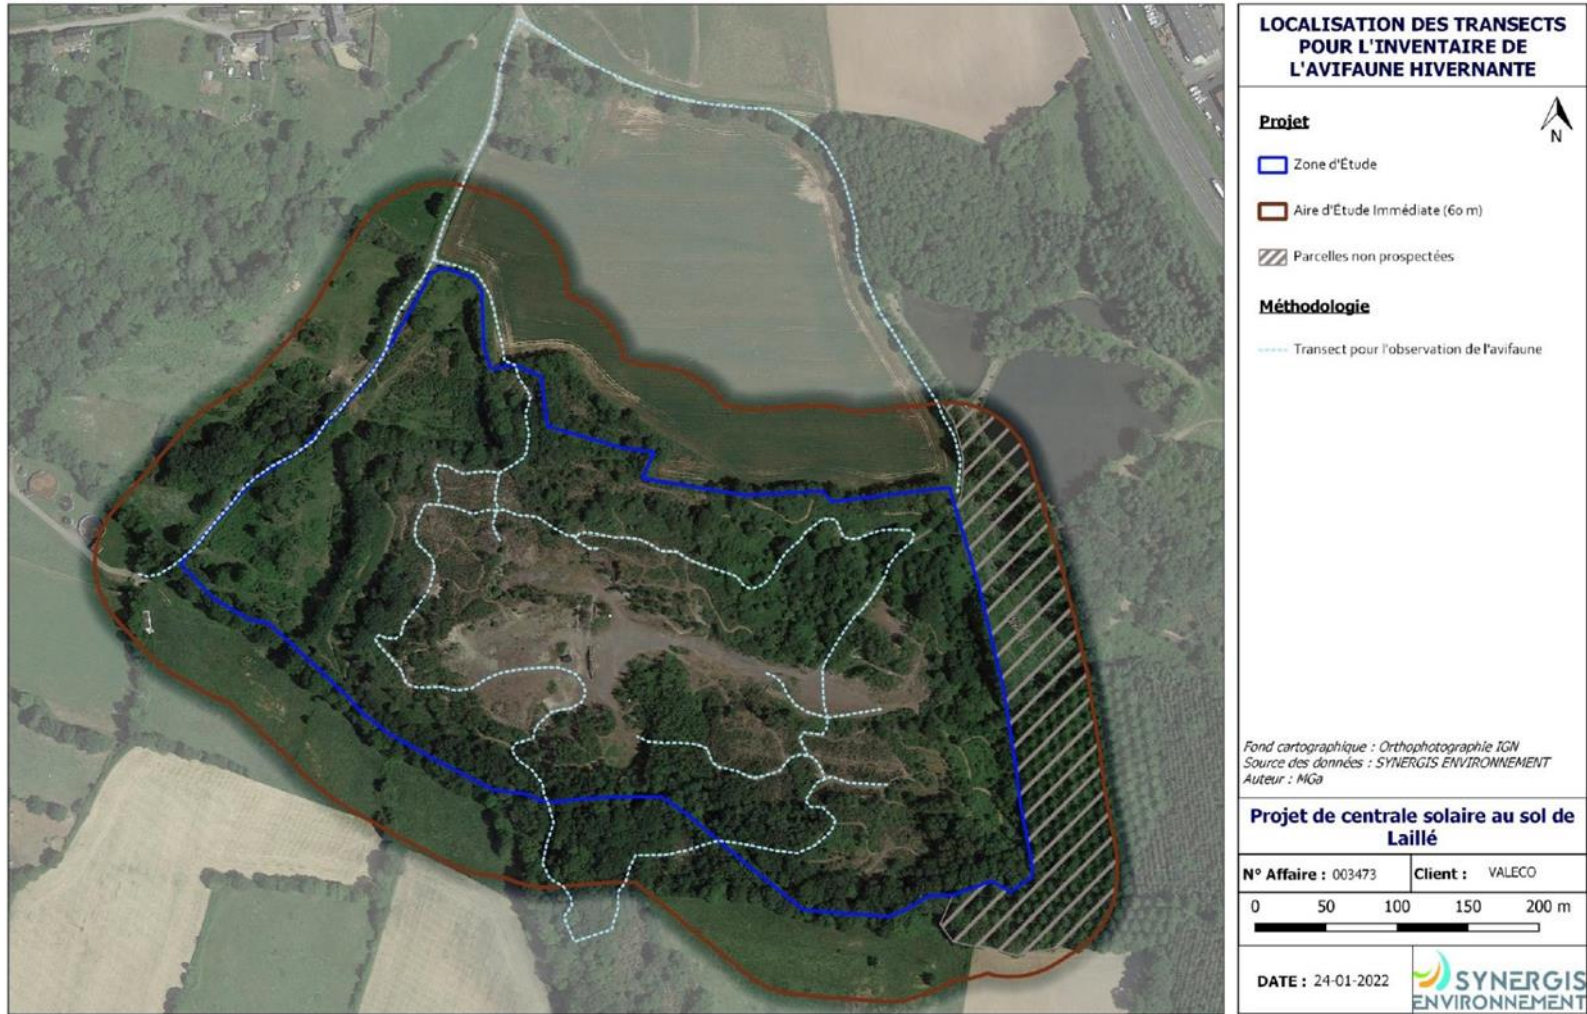 LOCALISATION DES TRANSECTS
POUR L'INVENTAIRE DE
L'AVIFAUNE HIVERNANTE
Projet
N
Zone d'Étude
Aire d'Étude Immédiate (60 m)
Parcelles non prospectées
Méthodologie
Transect pour l'observation de l'avifaune
Fond cartographique : Orthophotographie IGN
Source des données : SYNERGIS ENVIRONNEMENT
Auteur : MGa
Projet de centrale solaire au sol de
Laillé
N° Affaire : 003473 Client : VALECO
0 50 100 150 200 m
DATE : 24-01-2022
SYNERGIS
ENVIRONNEMENT